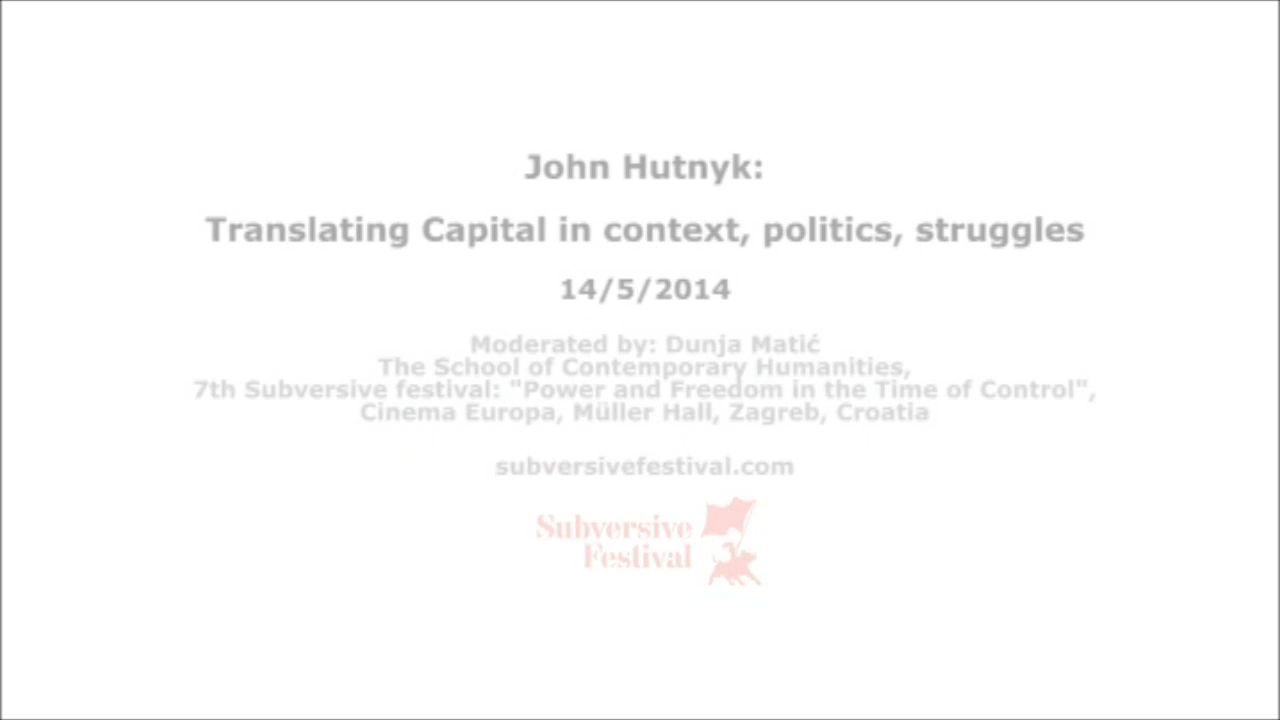 John Hutnyk:
Translating Capital in context, politics, struggles
14/5/2014
Moderated by: Dunja Matić
The School of Contemporary Humanities,
7th Subversive festival: "Power and Freedom in the Time of Control",
Cinema Europa, Müller Hall, Zagreb, Croatia
subversivefestival.com
Subversive
Festival